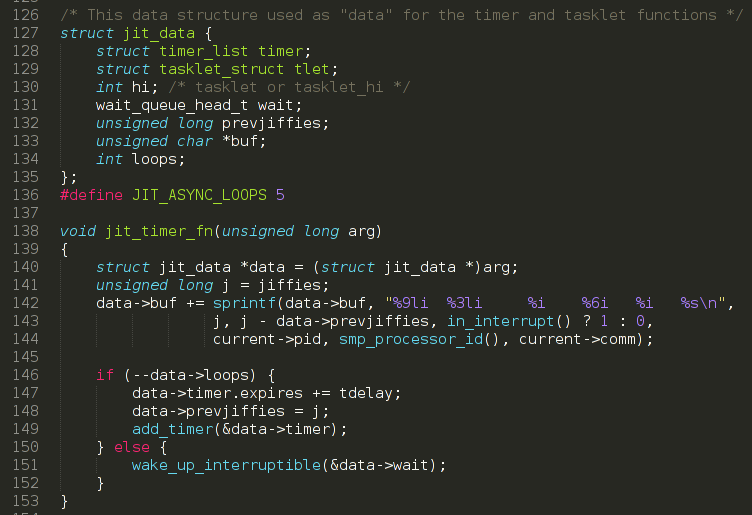 126 /* This data structure used as "data" for the timer and tasklet functions */
127 struct jit_data {
128     struct timer_list timer;
129     struct tasklet_struct tlet;
130     int hi; /* tasklet or tasklet_hi */
131     wait_queue_head_t wait;
132     unsigned long prevjiffies;
133     unsigned char *buf;
134     int loops;
135 };
136 #define JIT_ASYNC_LOOPS 5
137
138 void jit_timer_fn(unsigned long arg)
139 {
140     struct jit_data *data = (struct jit_data *)arg;
141     unsigned long j = jiffies;
142     data->buf += sprintf(data->buf, "%9li  %3li     %i    %6i   %i   %s\n",
143                  j, j - data->prevjiffies, in_interrupt() ? 1 : 0,
144                  current->pid, smp_processor_id(), current->comm);
145
146     if (--data->loops) {
147         data->timer.expires += tdelay;
148         data->prevjiffies = j;
149         add_timer(&data->timer);
150     } else {
151         wake_up_interruptible(&data->wait);
152     }
153 }